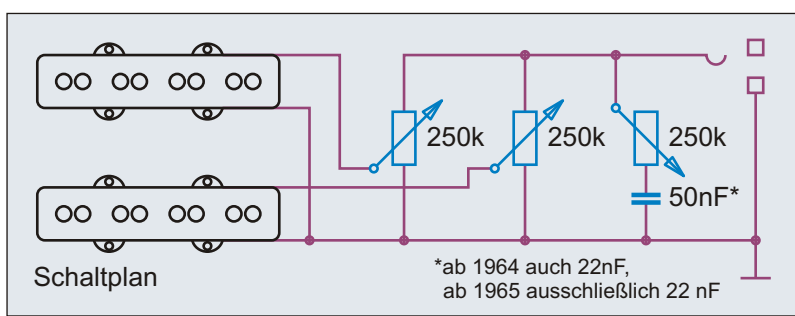 250k
250k
250k
50nF*
Schaltplan
*ab 1964 auch 22nF,
ab 1965 ausschließlich 22 nF